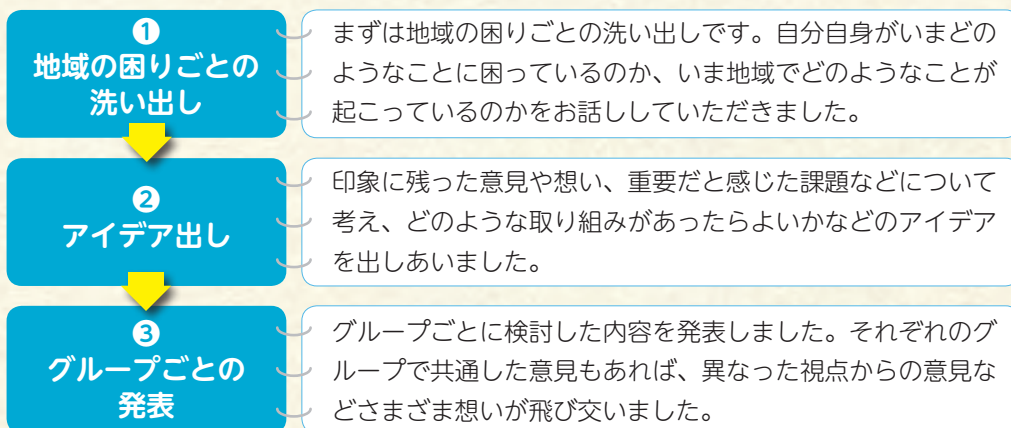 ❶
地域の困りごとの
洗い出し
まずは地域の困りごとの洗い出しです。自分自身がいまどの
ようなことに困っているのか、いま地域でどのようなことが
起こっているのかをお話ししていただきました。
❷
アイデア出し
印象に残った意見や想い、重要だと感じた課題などについて
考え、どのような取り組みがあったらよいかなどのアイデア
を出しあいました。
❸
グループごとの
発表
グループごとに検討した内容を発表しました。それぞれのグ
ループで共通した意見もあれば、異なった視点からの意見な
どさまざま想いが飛び交いました。